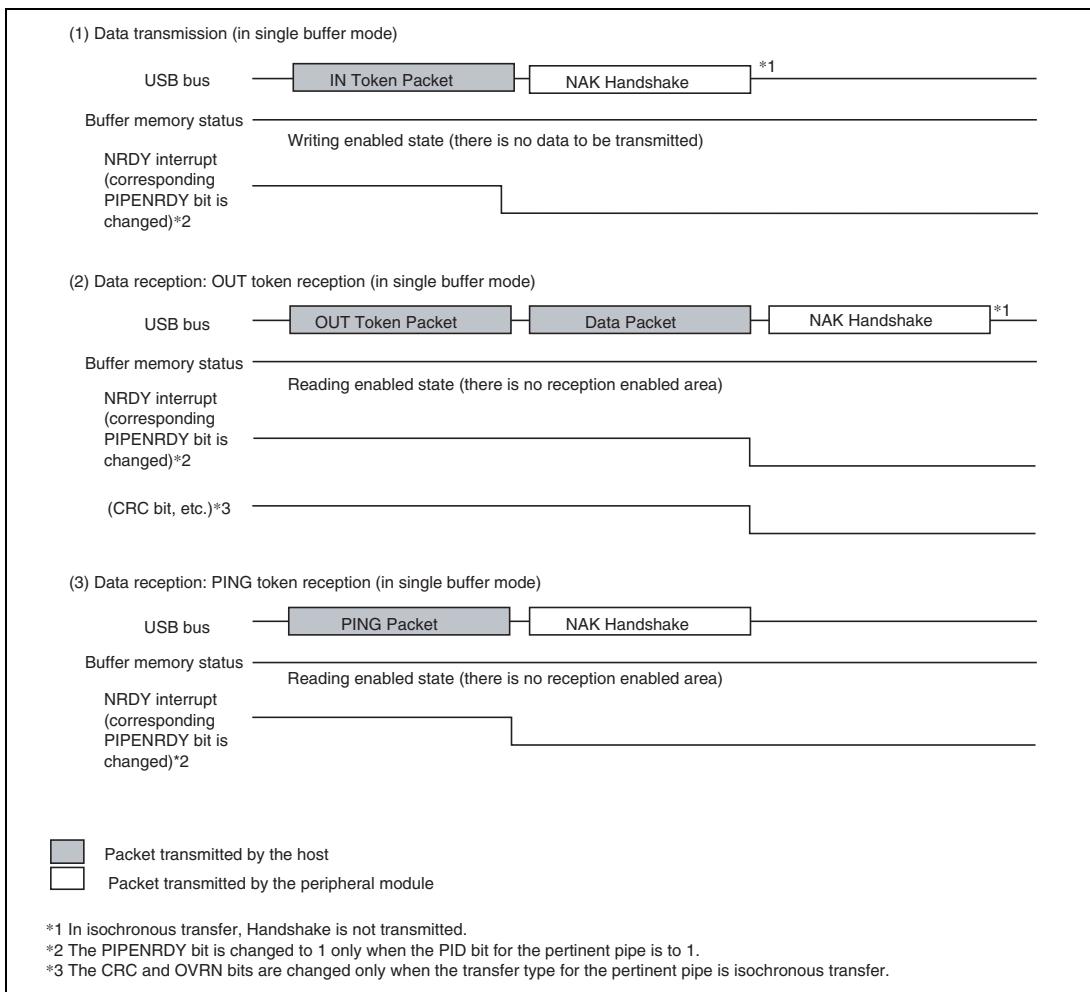 (1) Data transmission (in single buffer mode)
USB bus
IN Token Packet
NAK Handshake
*1
Buffer memory status
Writing enabled state (there is no data to be transmitted)
NRDY interrupt
(corresponding
PIPENRDY bit is
changed)*2
(2) Data reception: OUT token reception (in single buffer mode)
USB bus
OUT Token Packet
Data Packet
NAK Handshake
*1
Buffer memory status
Reading enabled state (there is no reception enabled area)
NRDY interrupt
(corresponding
PIPENRDY bit is
changed)*2
(CRC bit, etc.)*3
(3) Data reception: PING token reception (in single buffer mode)
USB bus
PING Packet
NAK Handshake
Buffer memory status
Reading enabled state (there is no reception enabled area)
NRDY interrupt
(corresponding
PIPENRDY bit is
changed)*2
Packet transmitted by the host
Packet transmitted by the peripheral module
*1 In isochronous transfer, Handshake is not transmitted.
*2 The PIPENRDY bit is changed to 1 only when the PID bit for the pertinent pipe is to 1.
*3 The CRC and OVRN bits are changed only when the transfer type for the pertinent pipe is isochronous transfer.